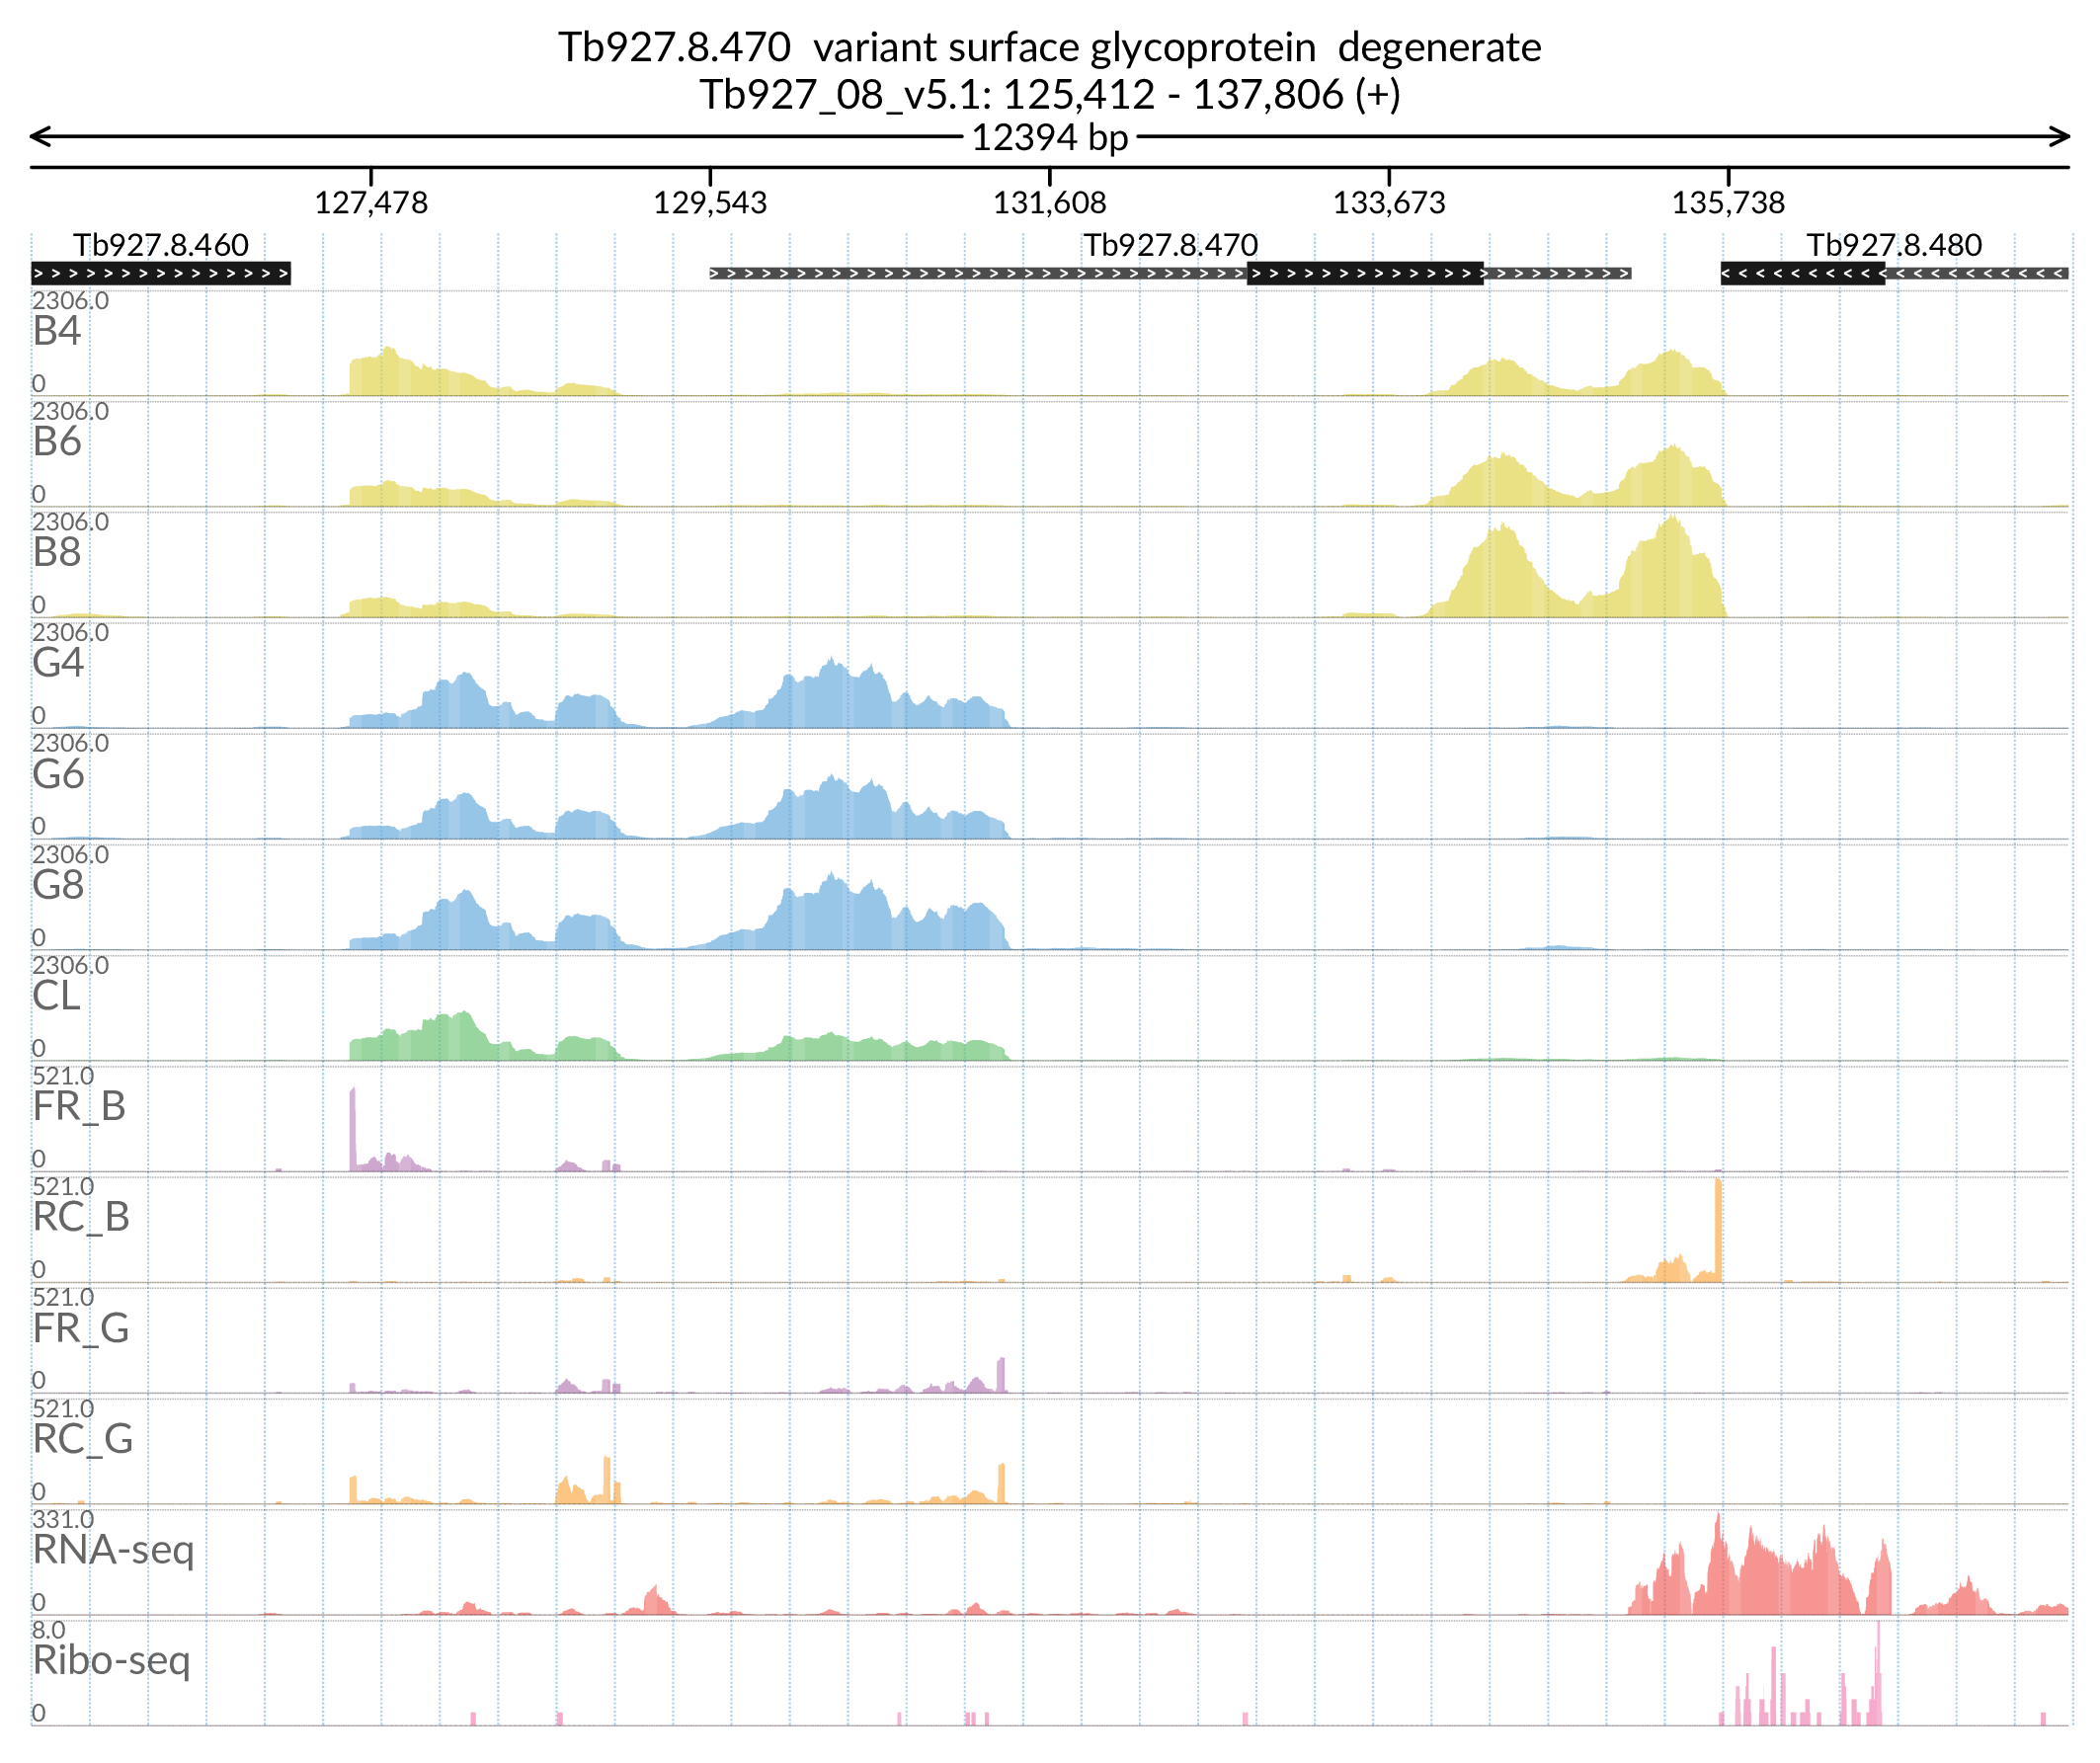 Tb927.8.470 variant surface glycoprotein degenerate
Tb927_08_v5.1: 125,412 - 137,806 (+)
12394 bp
127,478 129,543 131,608 133,673 135,738
Tb927.8.460 Tb927.8.470 Tb927.8.480
2306.0
B4
0
2306.0
B6
0
2306.0
B8
0
2306.0
G4
0
2306.0
G6
0
2306.0
G8
0
2306.0
CL
0
521.0
FR_B
0
521.0
RC_B
0
521.0
FR_G
0
521.0
RC_G
0
331.0
RNA-seq
0
8.0
Ribo-seq
0